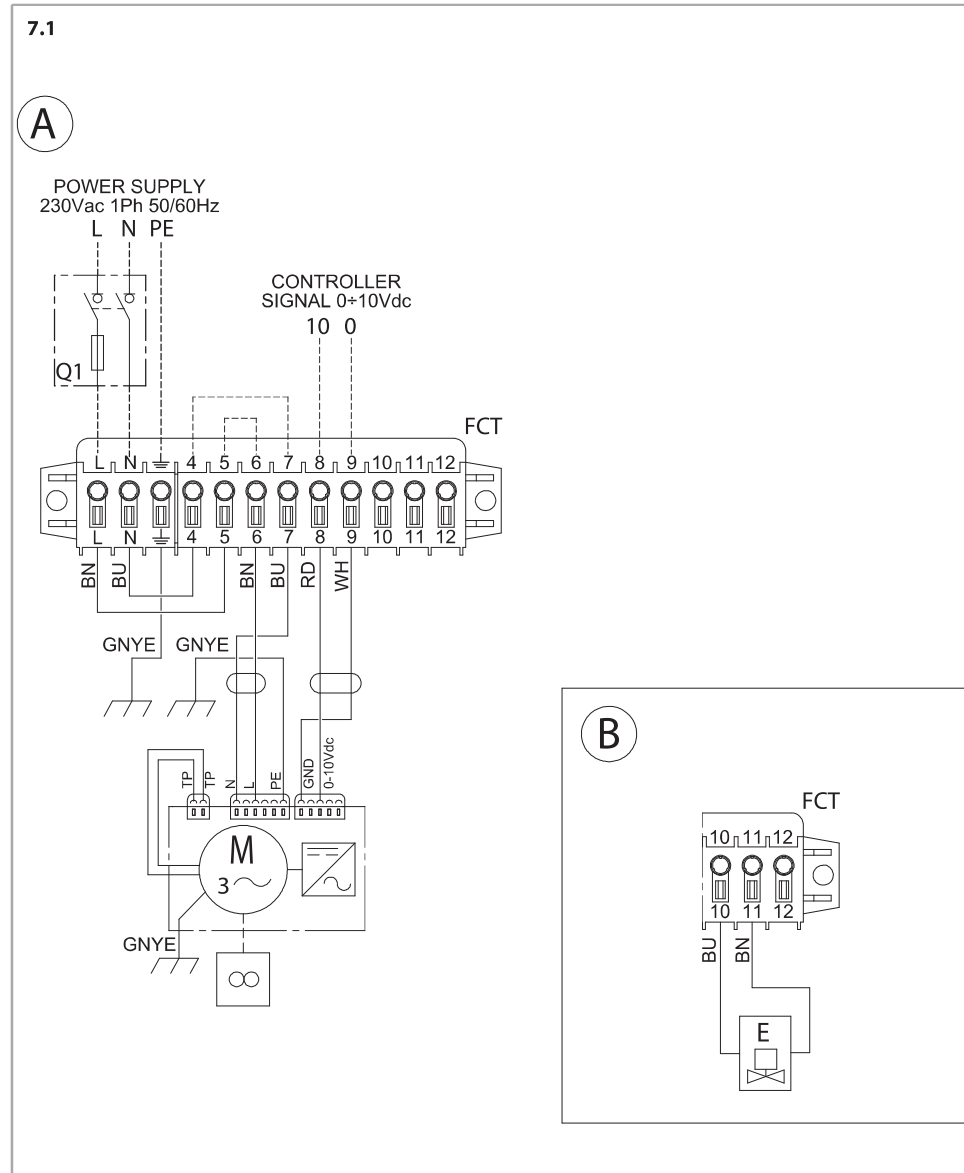 7.1
A
POWER SUPPLY
230Vac 1Ph 50/60Hz
L N PE
CONTROLLER
SIGNAL 0÷10Vdc
10 0
Q1
FCT
L N 4 5 6 7 8 9 10 11 12
L N 4 5 6 7 8 9 10 11 12
BN BU BN BU RD WH
GNYE GNYE
TP TP N L PE GND 0-10Vdc
M
3
GNYE
B
FCT
10 11 12
10 11 12
BU BN
E